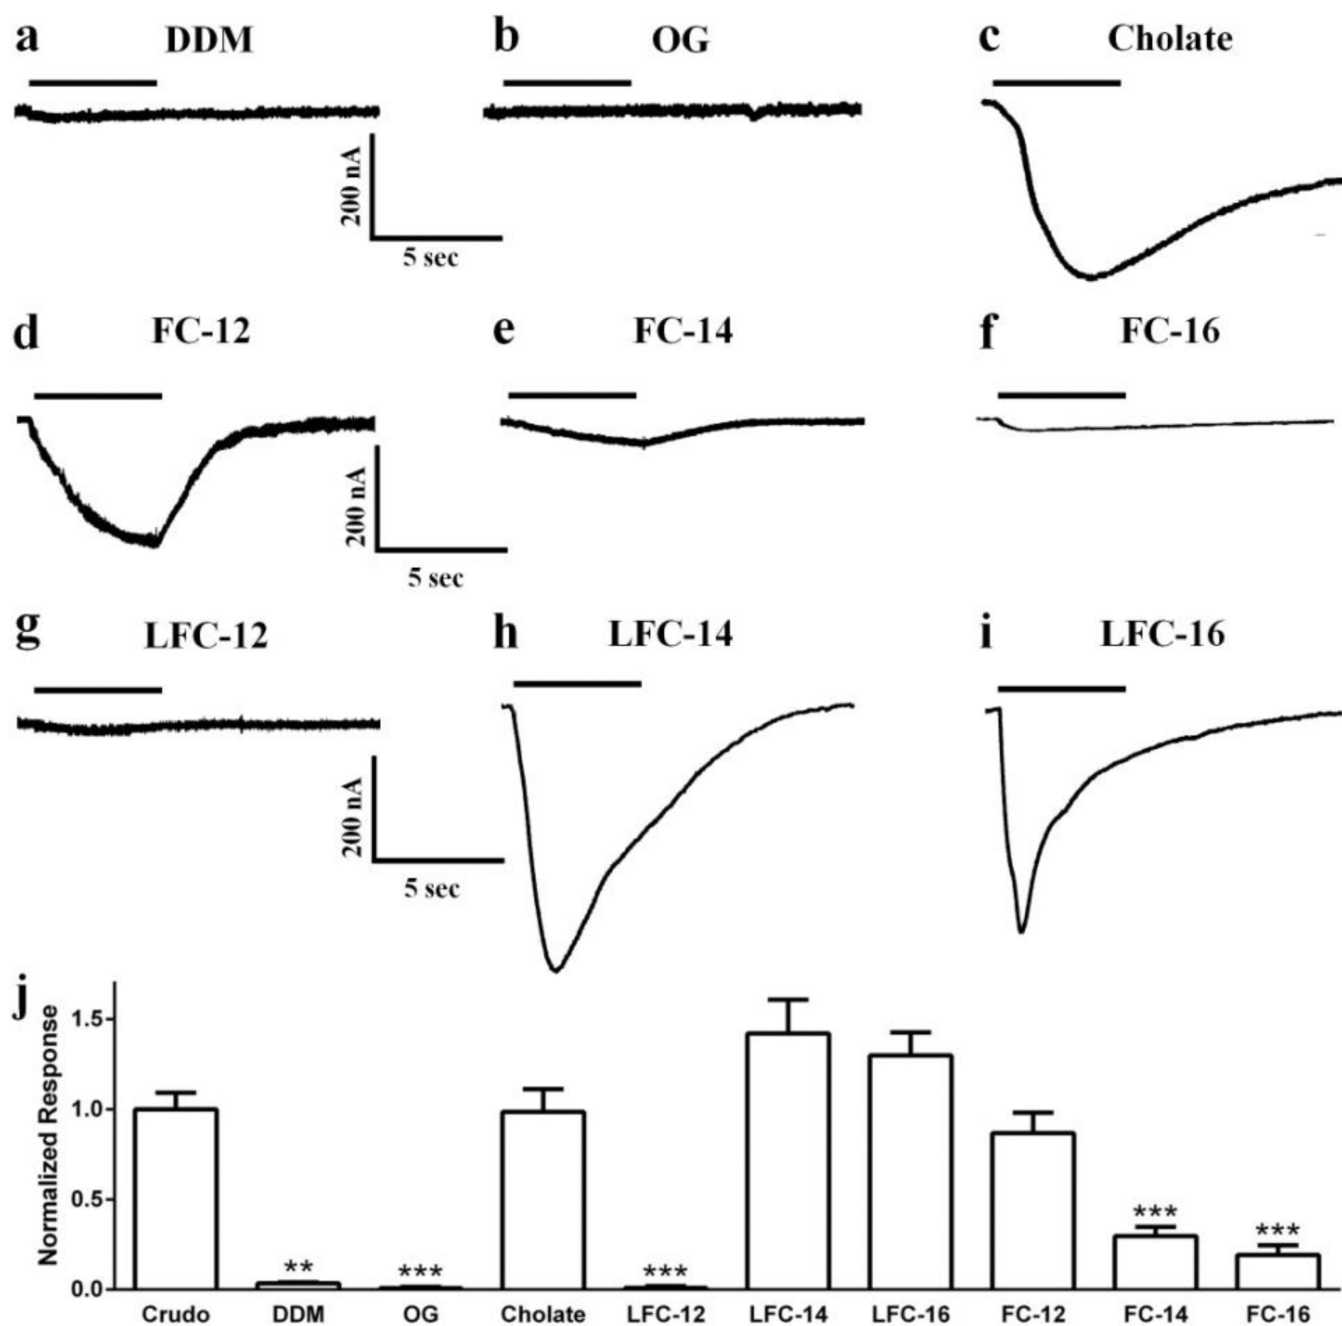 a DDM
b OG
c Cholate
200 nA
5 sec
d FC-12
e FC-14
f FC-16
200 nA
5 sec
g LFC-12
h LFC-14
i LFC-16
200 nA
5 sec
j
Normalized Response
1.5
1.0
0.5
0.0
**
***
***
***
***
Crudo DDM OG Cholate LFC-12 LFC-14 LFC-16 FC-12 FC-14 FC-16